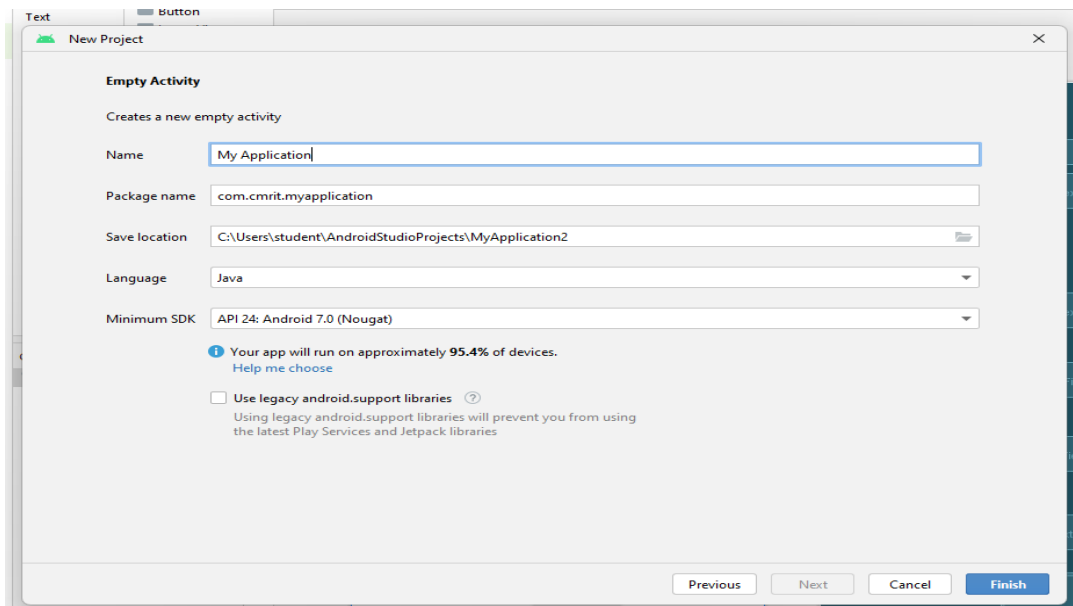 Text
Button
New Project
Empty Activity
Creates a new empty activity
Name My Application
Package name com.cmrit.myapplication
Save location C:\Users\student\AndroidStudioProjects\MyApplication2
Language Java
Minimum SDK API 24: Android 7.0 (Nougat)
Your app will run on approximately 95.4% of devices.
Help me choose
Use legacy android.support libraries ?
Using legacy android.support libraries will prevent you from using
the latest Play Services and Jetpack libraries
Previous Next Cancel Finish